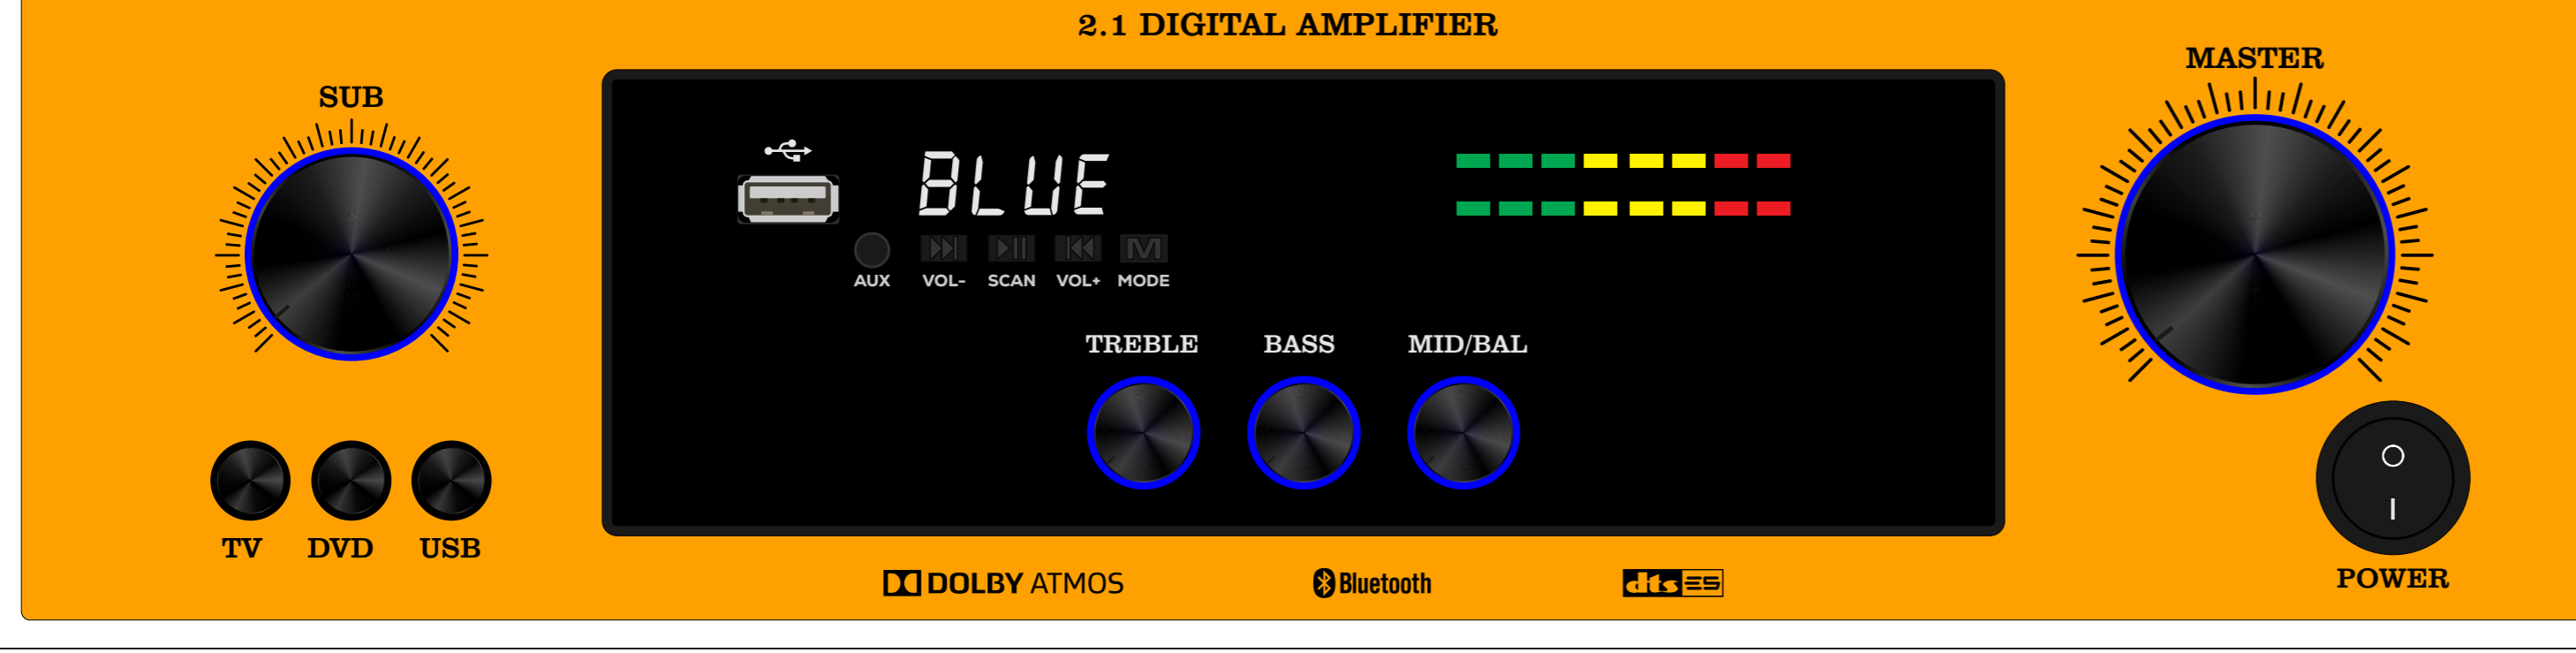 2.1 DIGITAL AMPLIFIER
MASTER
SUB
BLUE
AUX VOL- SCAN VOL+ MODE
M
TREBLE BASS MID/BAL
TV DVD USB
DOLBY ATMOS
Bluetooth
dts ES
POWER